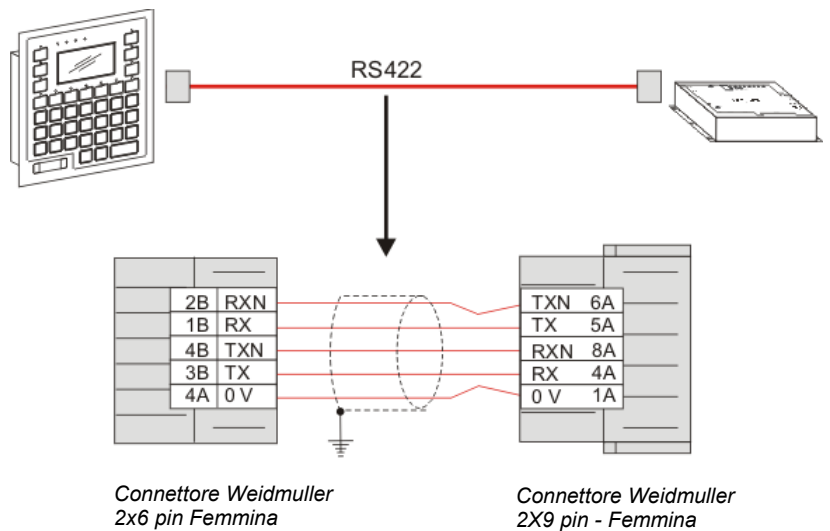 RS422
2B RXN TXN 6A
1B RX TX 5A
4B TXN RXN 8A
3B TX RX 4A
4A 0 V 0 V 1A
Connettore Weidmuller
2x6 pin Femmina
Connettore Weidmuller
2X9 pin - Femmina